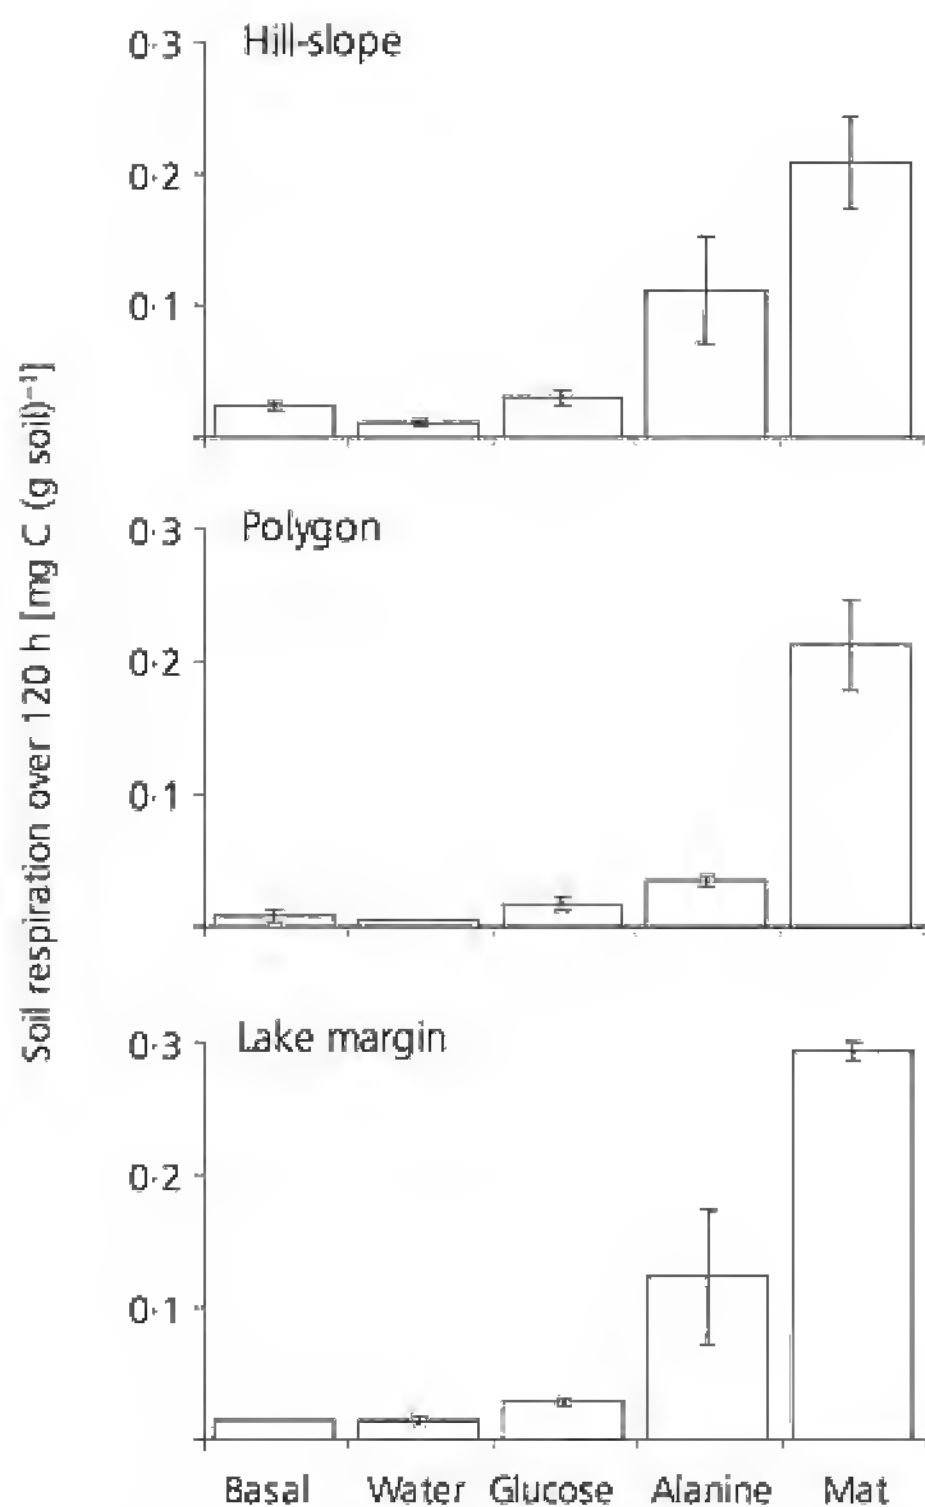 Soil respiration over 120 h [mg C (g soil)⁻¹]
Hill-slope
0·3
0·2
0·1
Polygon
0·3
0·2
0·1
Lake margin
0·3
0·2
0·1
Basal Water Glucose Alanine Mat